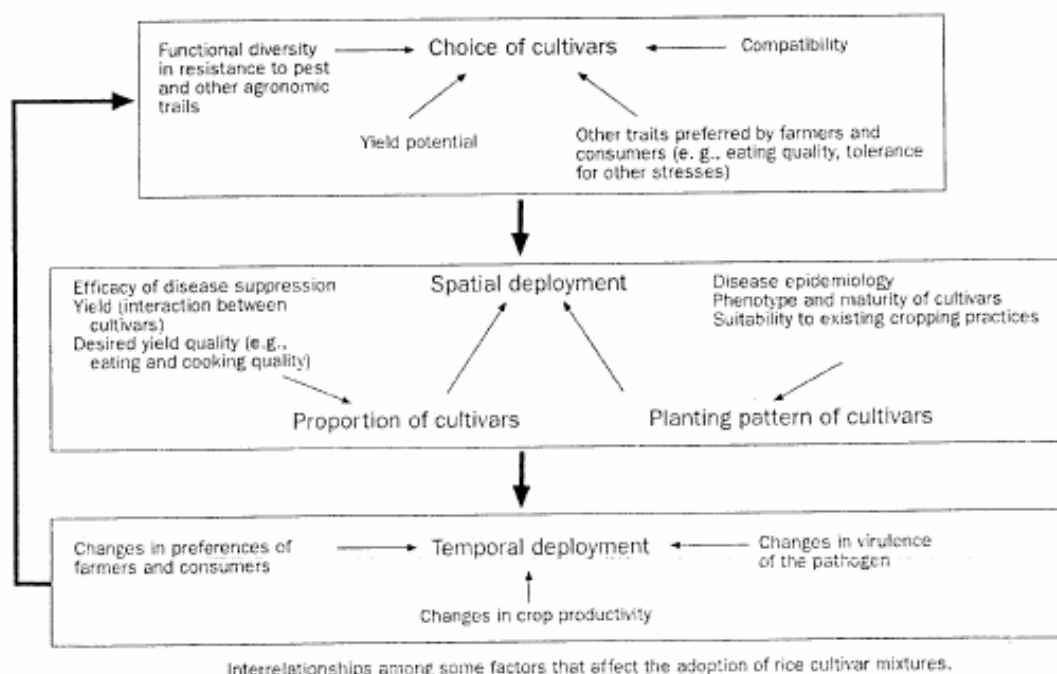 Functional diversity
in resistance to pest
and other agronomic
trails
Choice of cultivars
Compatibility
Yield potential
Other traits preferred by farmers and
consumers (e. g., eating quality, tolerance
for other stresses)
Efficacy of disease suppression
Yield (interaction between
cultivars)
Desired yield quality (e.g.,
eating and cooking quality)
Spatial deployment
Disease epidemiology
Phenotype and maturity of cultivars
Suitability to existing cropping practices
Proportion of cultivars
Planting pattern of cultivars
Changes in preferences of
farmers and consumers
Temporal deployment
Changes in virulence
of the pathogen
Changes in crop productivity
Interrelationships among some factors that affect the adoption of rice cultivar mixtures.